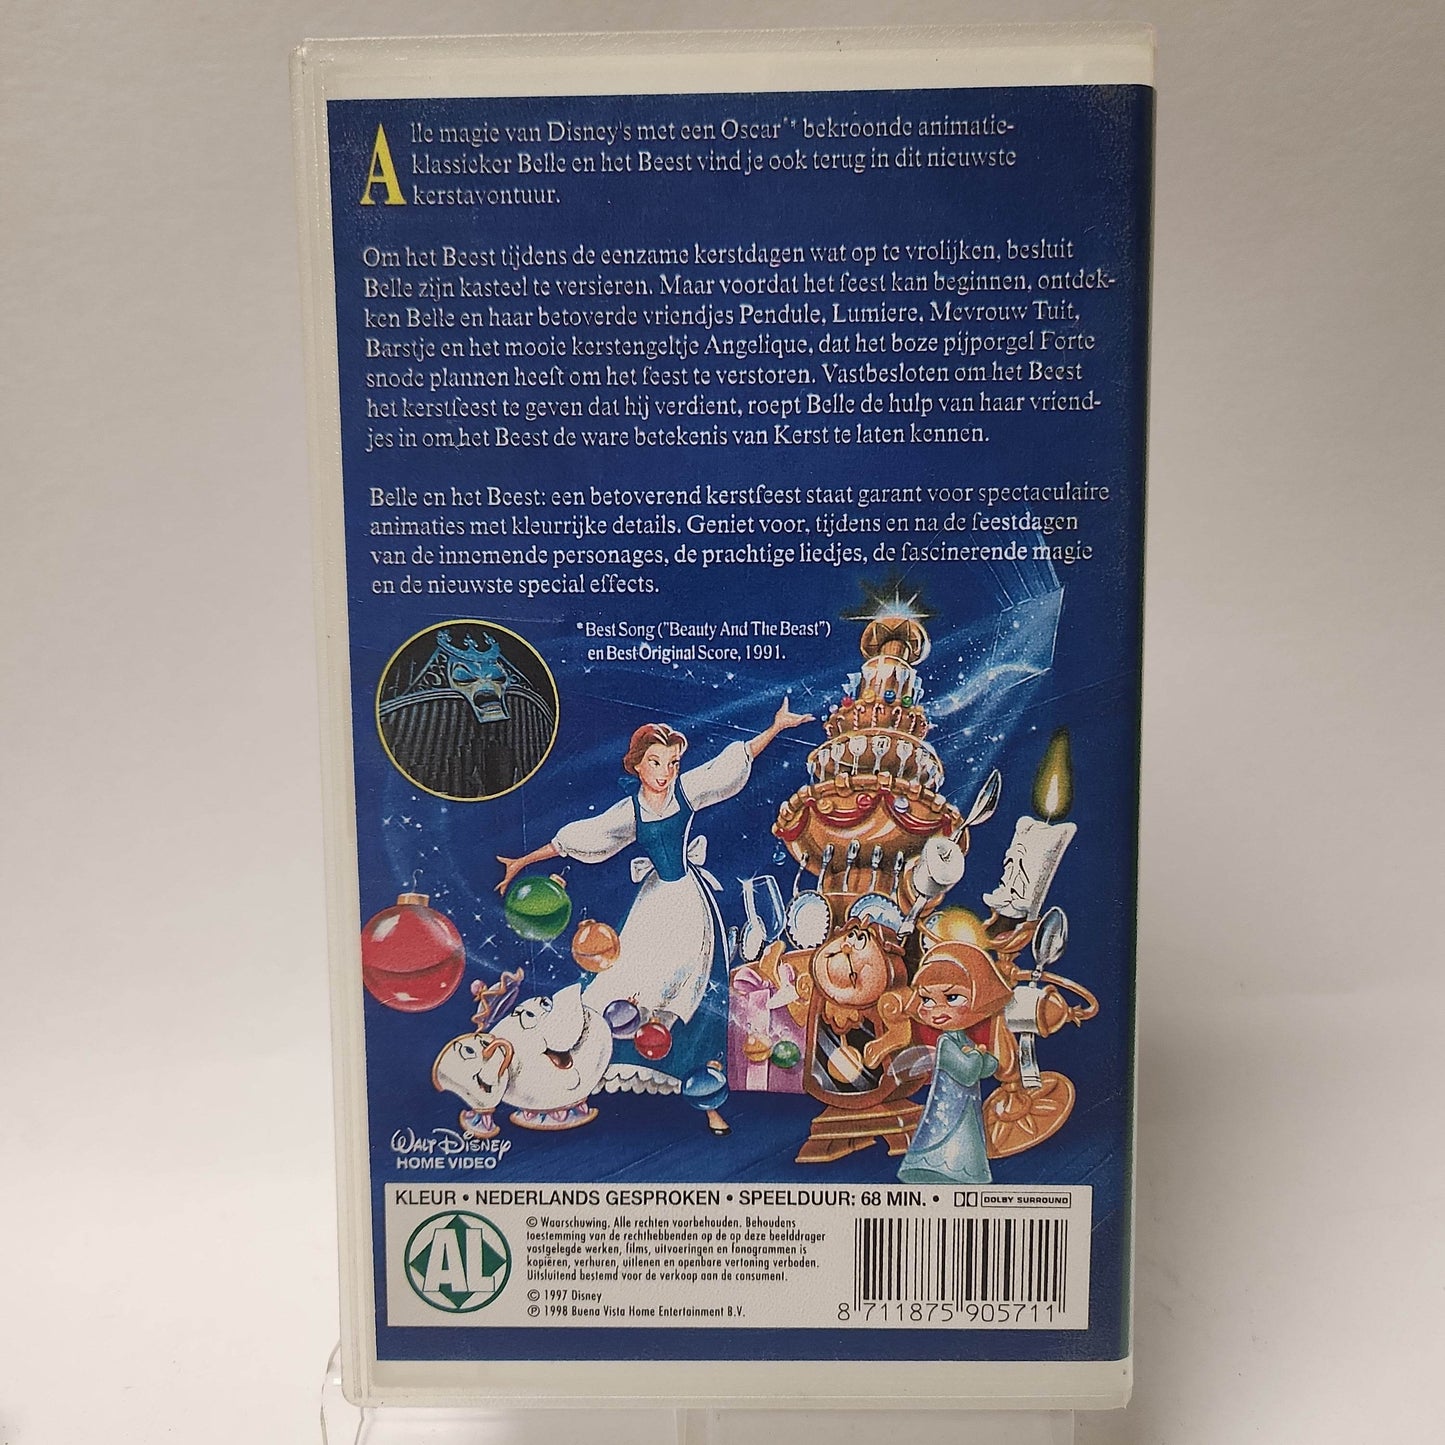 Alle magie van Disney's met een Oscar®* bekroonde animatie-
klassieker Belle en het Beest vind je ook terug in dit nieuwste
kerstavontuur.
Om het Beest tijdens de eenzame kerstdagen wat op te vrolijken, besluit
Belle zijn kasteel te versieren. Maar voordat het feest kan beginnen, ontdek-
ken Belle en haar betoverde vriendjes Pendule, Lumiere, Mevrouw Tuit,
Barstje en het mooie kerstengeltje Angelique, dat het boze pijporgel Forte
snode plannen heeft om het feest te verstoren. Vastbesloten om het Beest
het kerstfeest te geven dat hij verdient, roept Belle de hulp van haar vriend-
jes in om het Beest de ware betekenis van Kerst te laten kennen.
Belle en het Beest: een betoverend kerstfeest staat garant voor spectaculaire
animaties met kleurrijke details. Geniet voor, tijdens en na de feestdagen
van de innemende personages, de prachtige liedjes, de fascinerende magie
en de nieuwste special effects.
*Best Song ("Beauty And The Beast")
en Best Original Score, 1991.
WALT DISNEY
HOME VIDEO
KLEUR • NEDERLANDS GESPROKEN • SPEELDUUR: 68 MIN. • DOLBY SURROUND
AL
© Waarschuwing. Alle rechten voorbehouden. Behoudens
toestemming van de rechthebbenden op de op deze beelddrager
vastgelegde werken, films, uitvoeringen en fonogrammen is
kopiëren, verhuren, uitlenen en openbare vertoning verboden.
Uitsluitend bestemd voor de verkoop aan de consument.
© 1997 Disney
℗ 1998 Buena Vista Home Entertainment B.V.
8 711875 905711